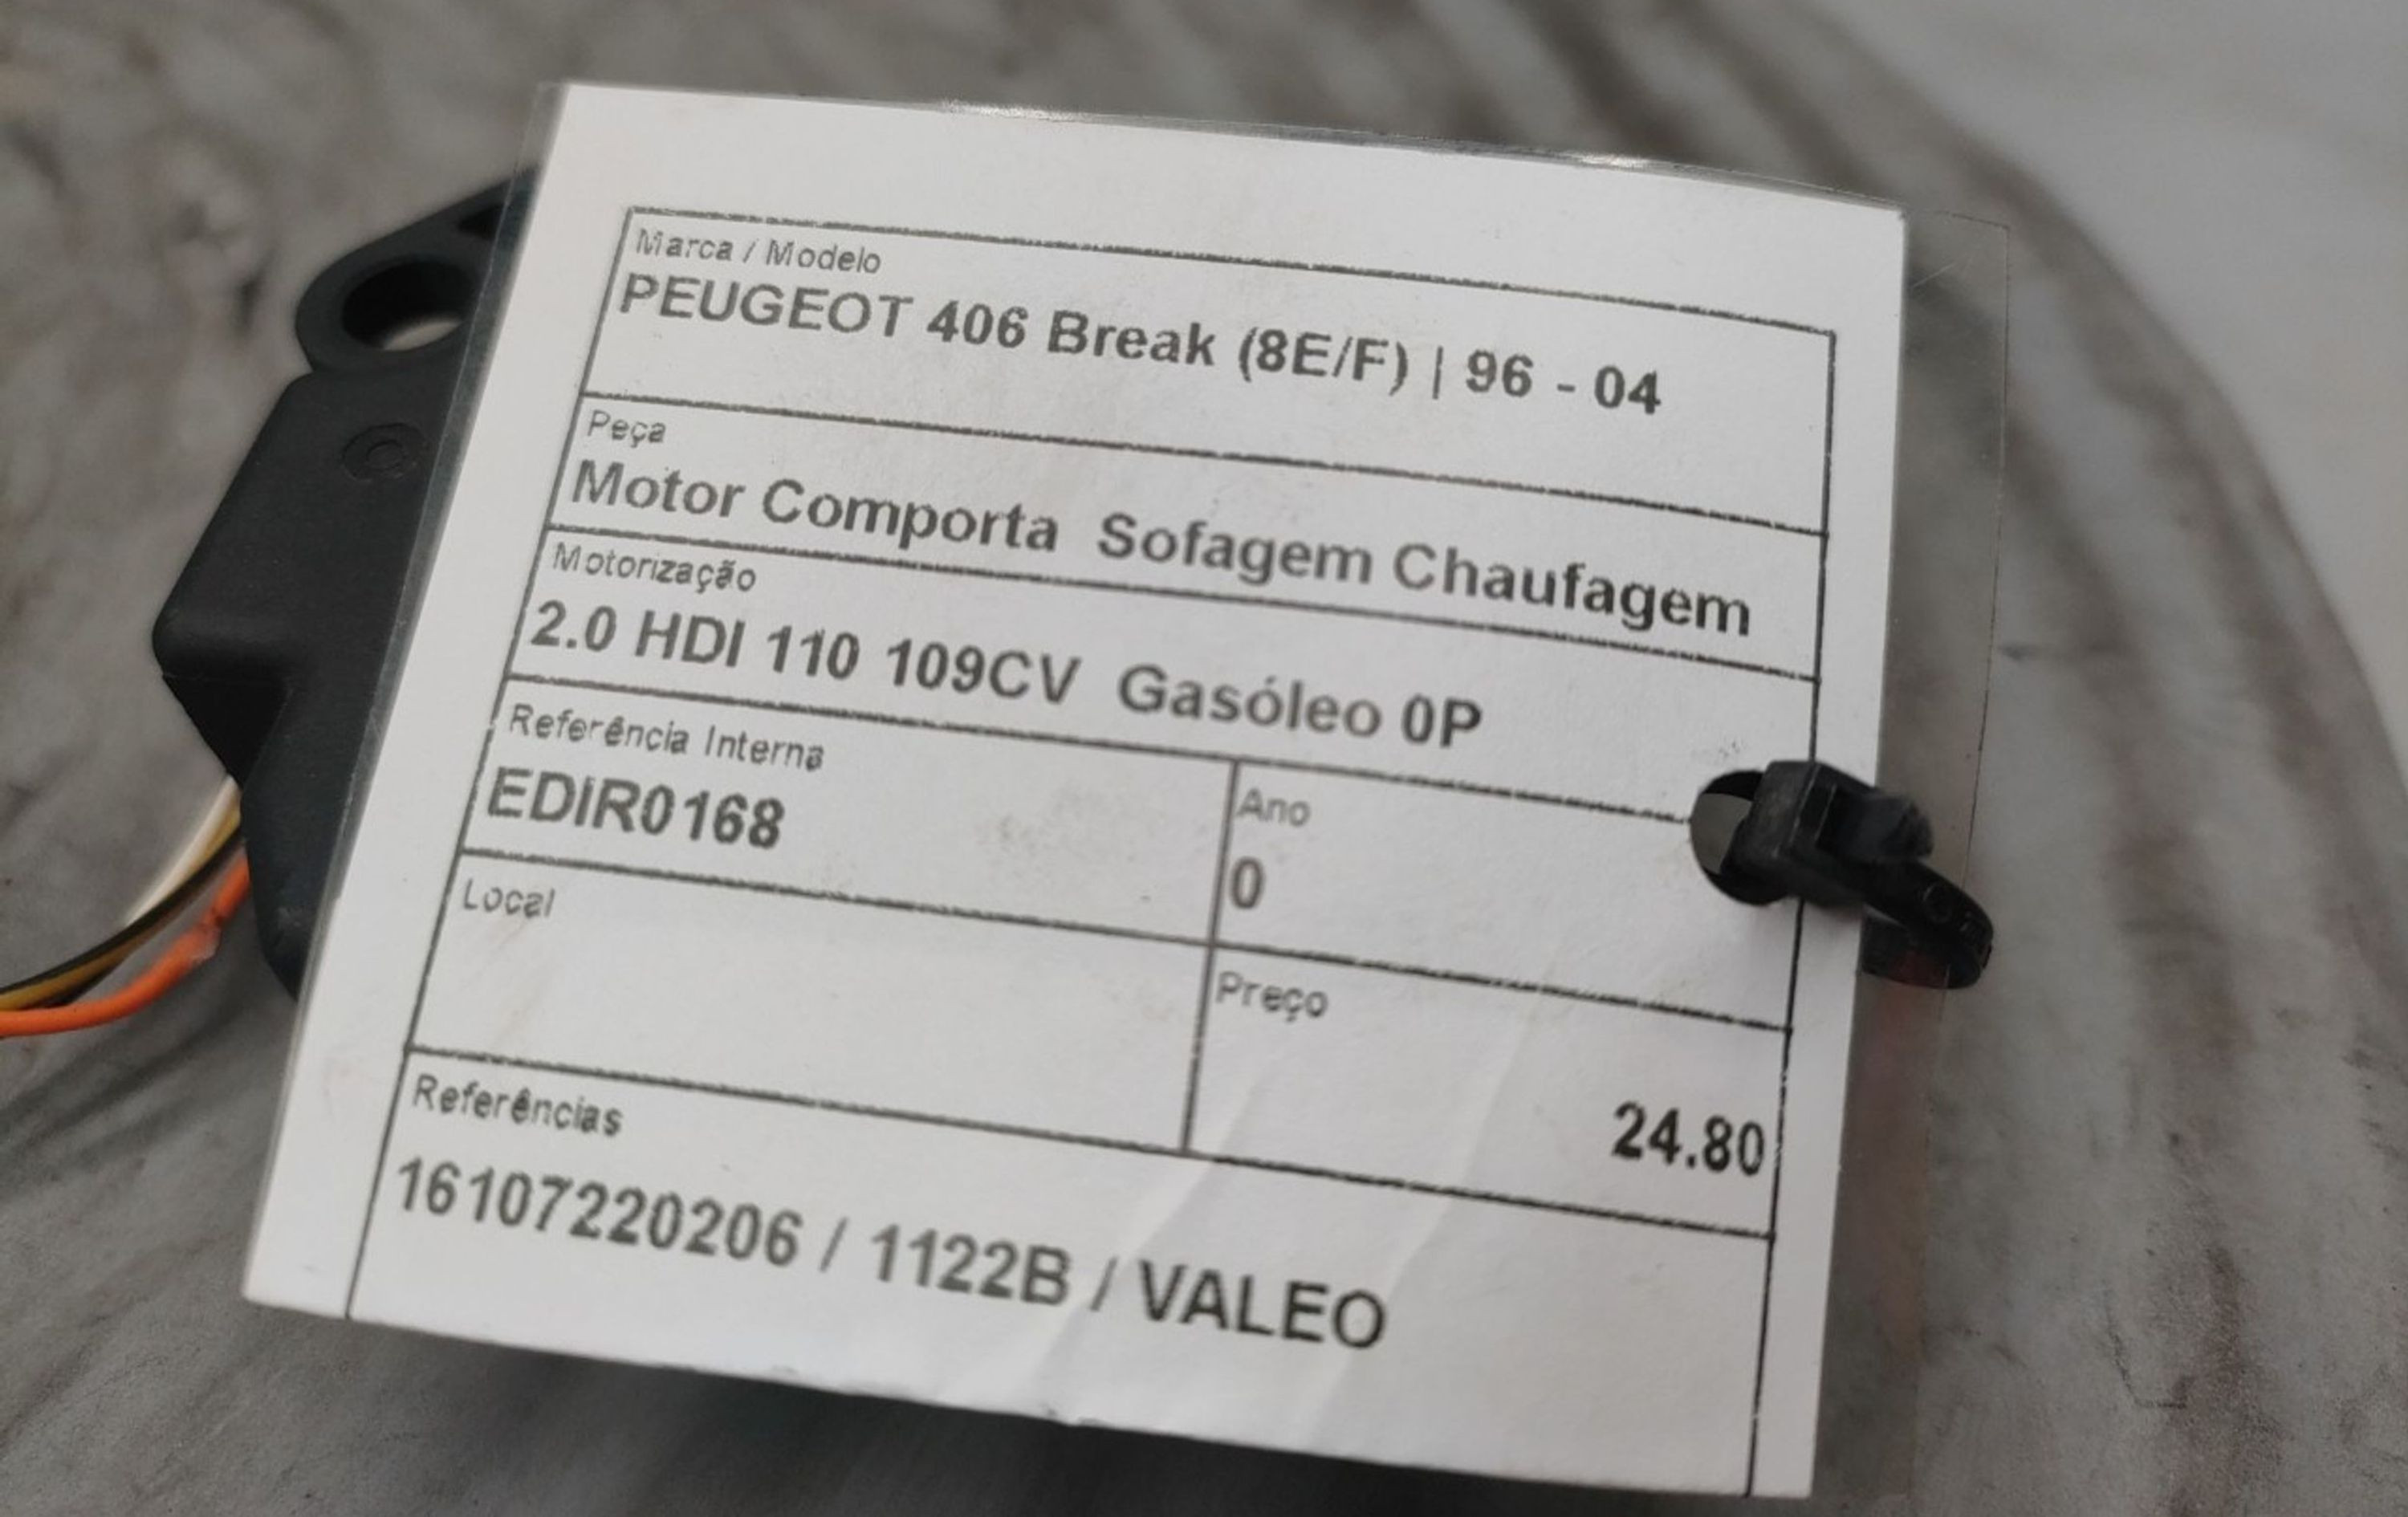 Marca / Modelo
PEUGEOT 406 Break (8E/F) | 96 - 04
Peça
Motor Comporta Sofagem Chaufagem
Motorização
2.0 HDI 110 109CV Gasóleo 0P
Referência Interna
EDIR0168
Ano
0
Local
Preço
24.80
Referências
16107220206 / 1122B / VALEO